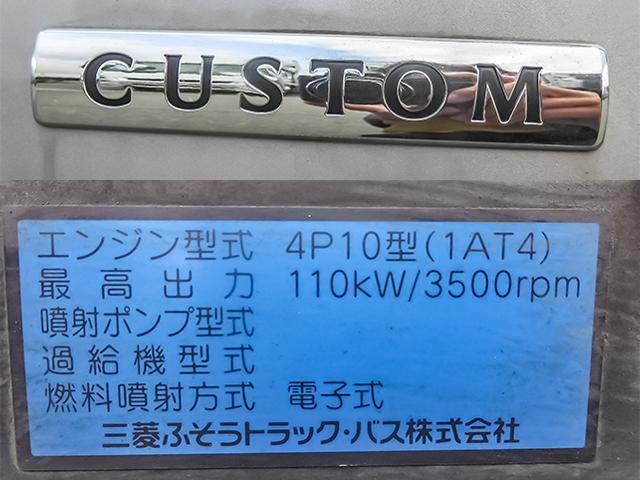 CUSTOM
エンジン型式 4P10型(1AT4)
最高出力 110kW/3500rpm
噴射ポンプ型式
過給機型式
燃料噴射方式 電子式
三菱ふそうトラック・バス株式会社